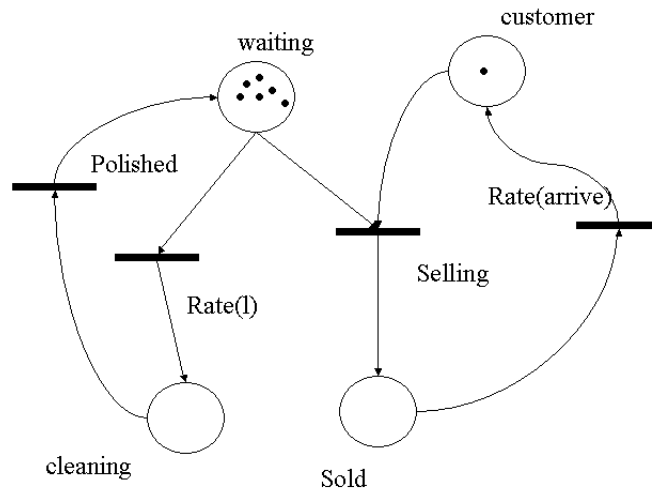 customer
waiting
Polished
Rate(arrive)
Selling
Rate(l)
cleaning
Sold